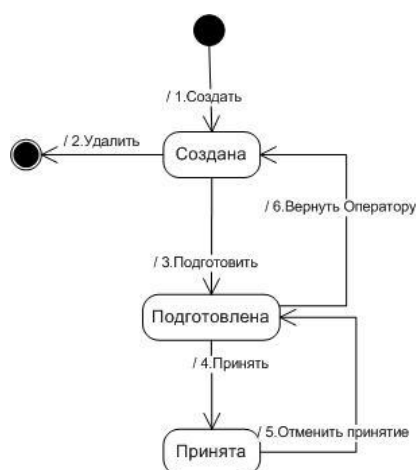 / 1.Создать
/ 2.Удалить
Создана
/ 6.Вернуть Оператору
/ 3.Подготовить
Подготовлена
/ 4.Принять
/ 5.Отменить принятие
Принята